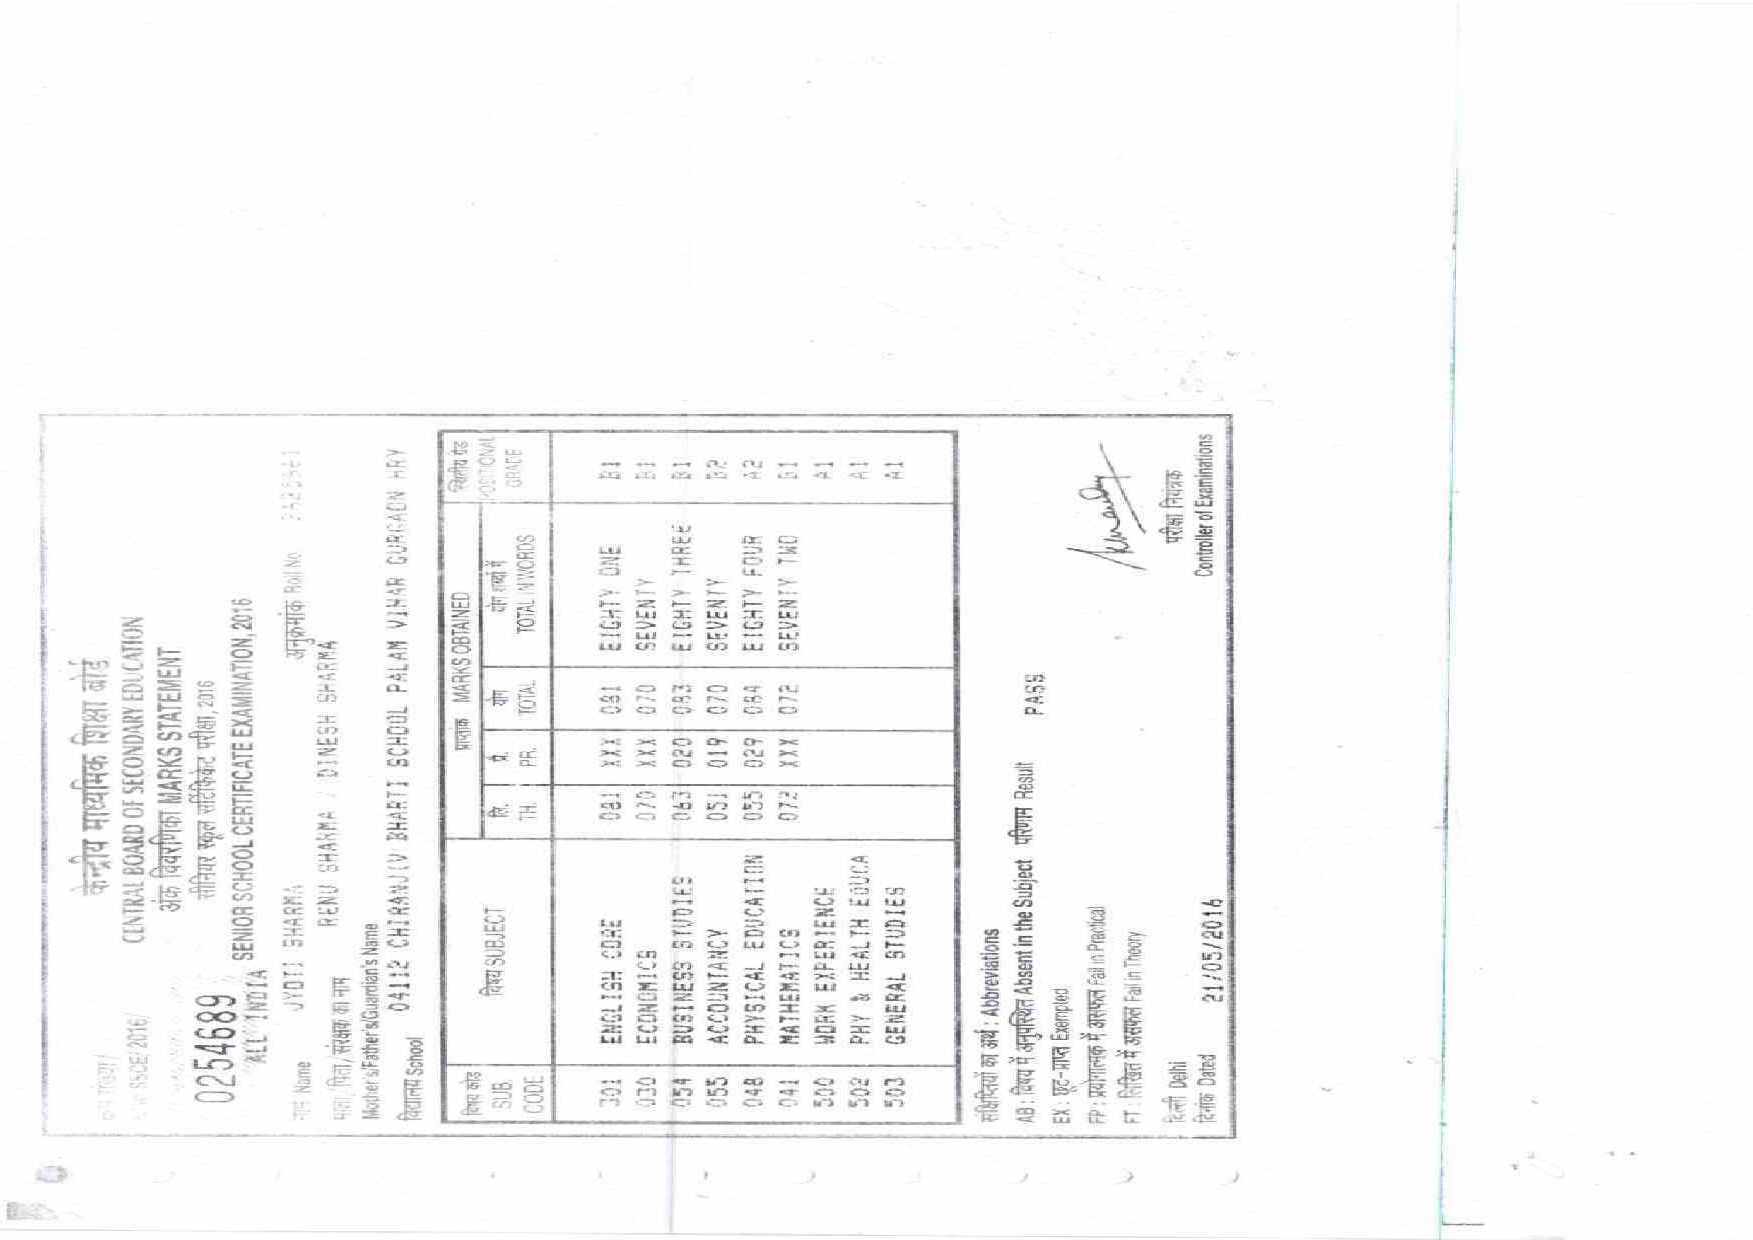 केन्द्रीय माध्यमिक शिक्षा बोर्ड
CENTRAL BOARD OF SECONDARY EDUCATION
SSCE/2016/
अंक विवरणिका MARKS STATEMENT
सीनियर स्कूल सर्टिफिकेट परीक्षा, 2016
0254689 SENIOR SCHOOL CERTIFICATE EXAMINATION, 2016
ALL INDIA
नाम Name JYOTI SHARMA अनुक्रमांक Roll No
माता/पिता/संरक्षक का नाम RENU SHARMA / DINESH SHARMA
Mother's/Father's/Guardian's Name
विद्यालय School 04112 CHIRANJIV BHARTI SCHOOL PALAM VIHAR GURGAON HRY
विषय कोड SUB. CODE विषय SUBJECT प्राप्तांक MARKS OBTAINED स्थितीय ग्रेड POSITIONAL GRADE
लि. TH. प्रे. PR. योग TOTAL योग शब्दों में TOTAL IN WORDS
301 ENGLISH CORE 081 XXX 081 EIGHTY ONE B1
030 ECONOMICS 070 XXX 070 SEVENTY B1
054 BUSINESS STUDIES 063 020 083 EIGHTY THREE B1
055 ACCOUNTANCY 051 019 070 SEVENTY B2
048 PHYSICAL EDUCATION 055 029 084 EIGHTY FOUR A2
041 MATHEMATICS 072 XXX 072 SEVENTY TWO B1
500 WORK EXPERIENCE A1
502 PHY & HEALTH EDUCA A1
503 GENERAL STUDIES A1
संक्षिप्तियों का अर्थ : Abbreviations
AB : विषय में अनुपस्थित Absent in the Subject परिणाम Result PASS
EX : छूट-प्राप्त Exempted
FP : प्रयोगात्मक में असफल Fail in Practical
FT : लिखित में असफल Fail in Theory
दिल्ली Delhi परीक्षा नियंत्रक
दिनांक Dated 21/05/2016 Controller of Examinations